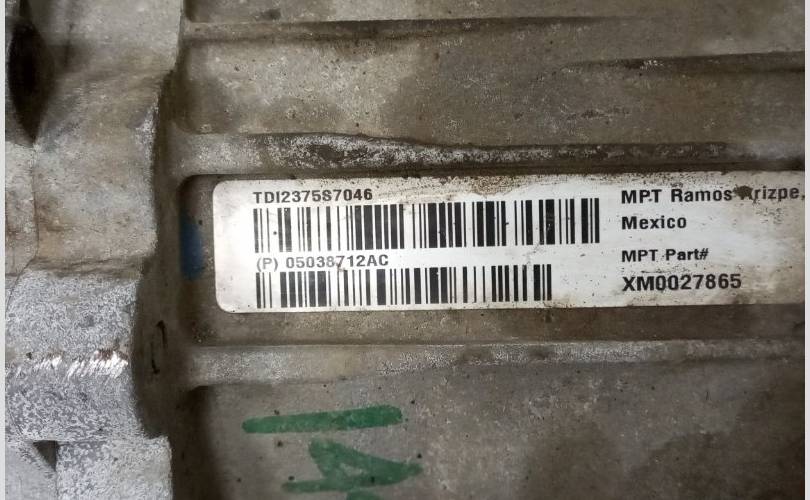 TDI2375S7046
(P) 05038712AC
MPT Ramos Arizpe,
Mexico
MPT Part#
XM0027865